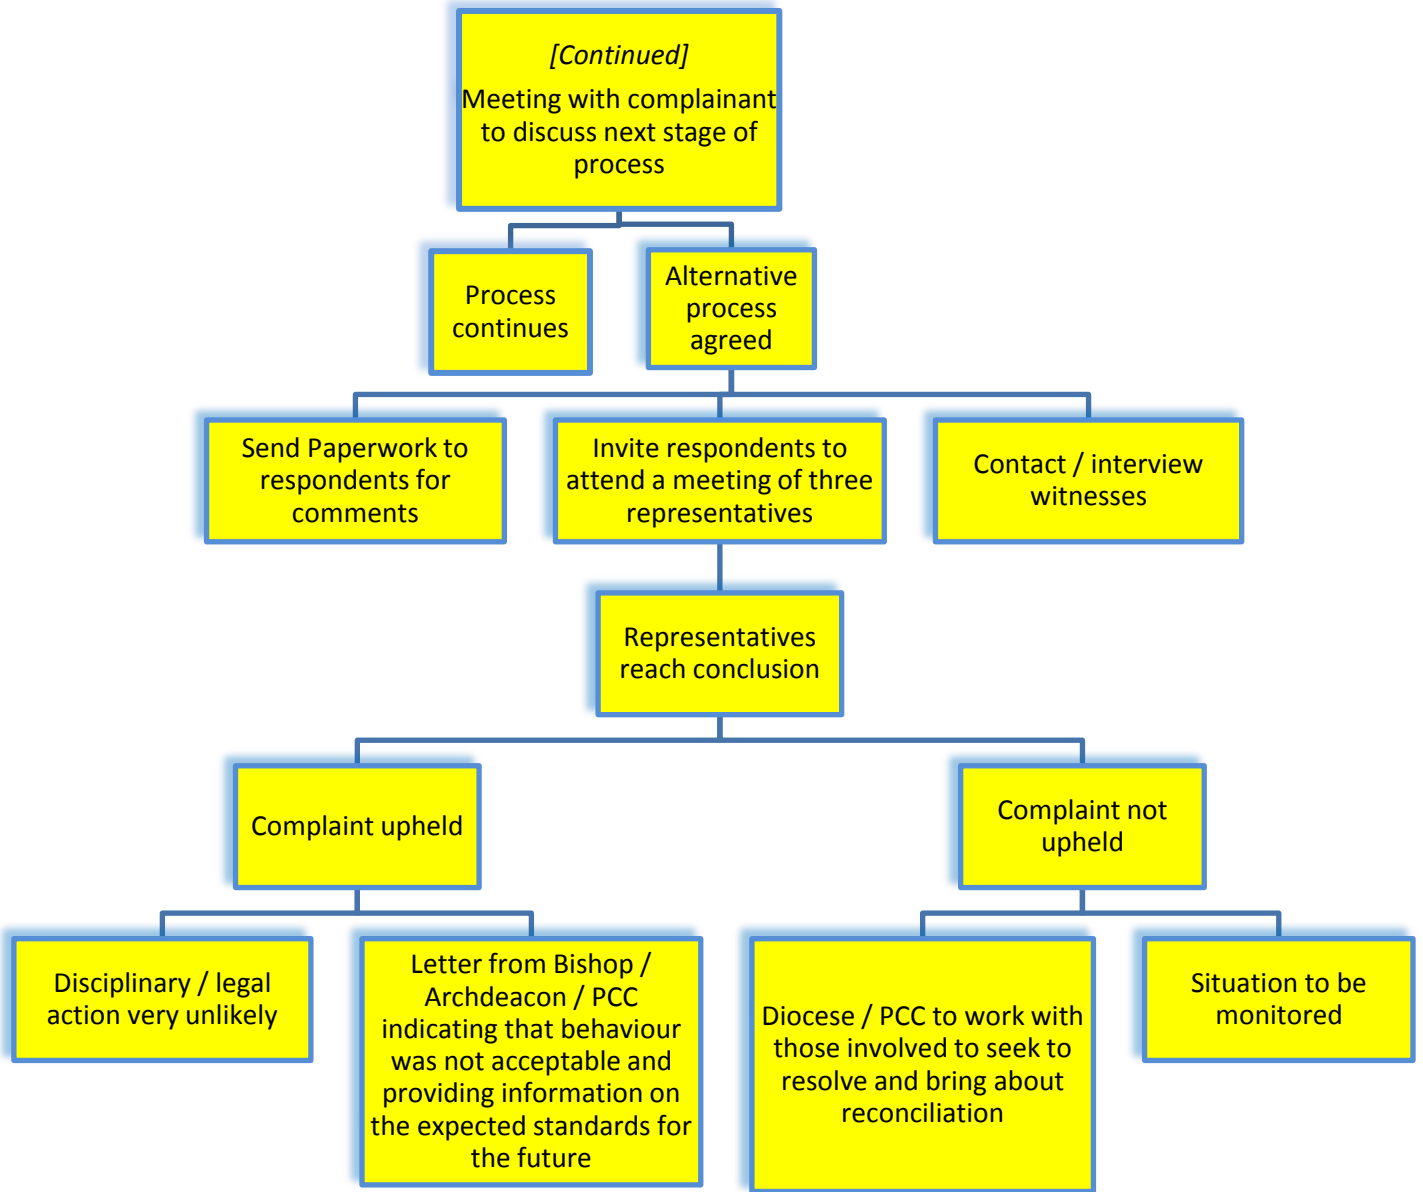 [Continued]
Meeting with complainant
to discuss next stage of
process
Process
continues
Alternative
process
agreed
Send Paperwork to
respondents for
comments
Invite respondents to
attend a meeting of three
representatives
Contact / interview
witnesses
Representatives
reach conclusion
Complaint upheld
Complaint not
upheld
Disciplinary / legal
action very unlikely
Letter from Bishop /
Archdeacon / PCC
indicating that behaviour
was not acceptable and
providing information on
the expected standards for
the future
Diocese / PCC to work with
those involved to seek to
resolve and bring about
reconciliation
Situation to be
monitored